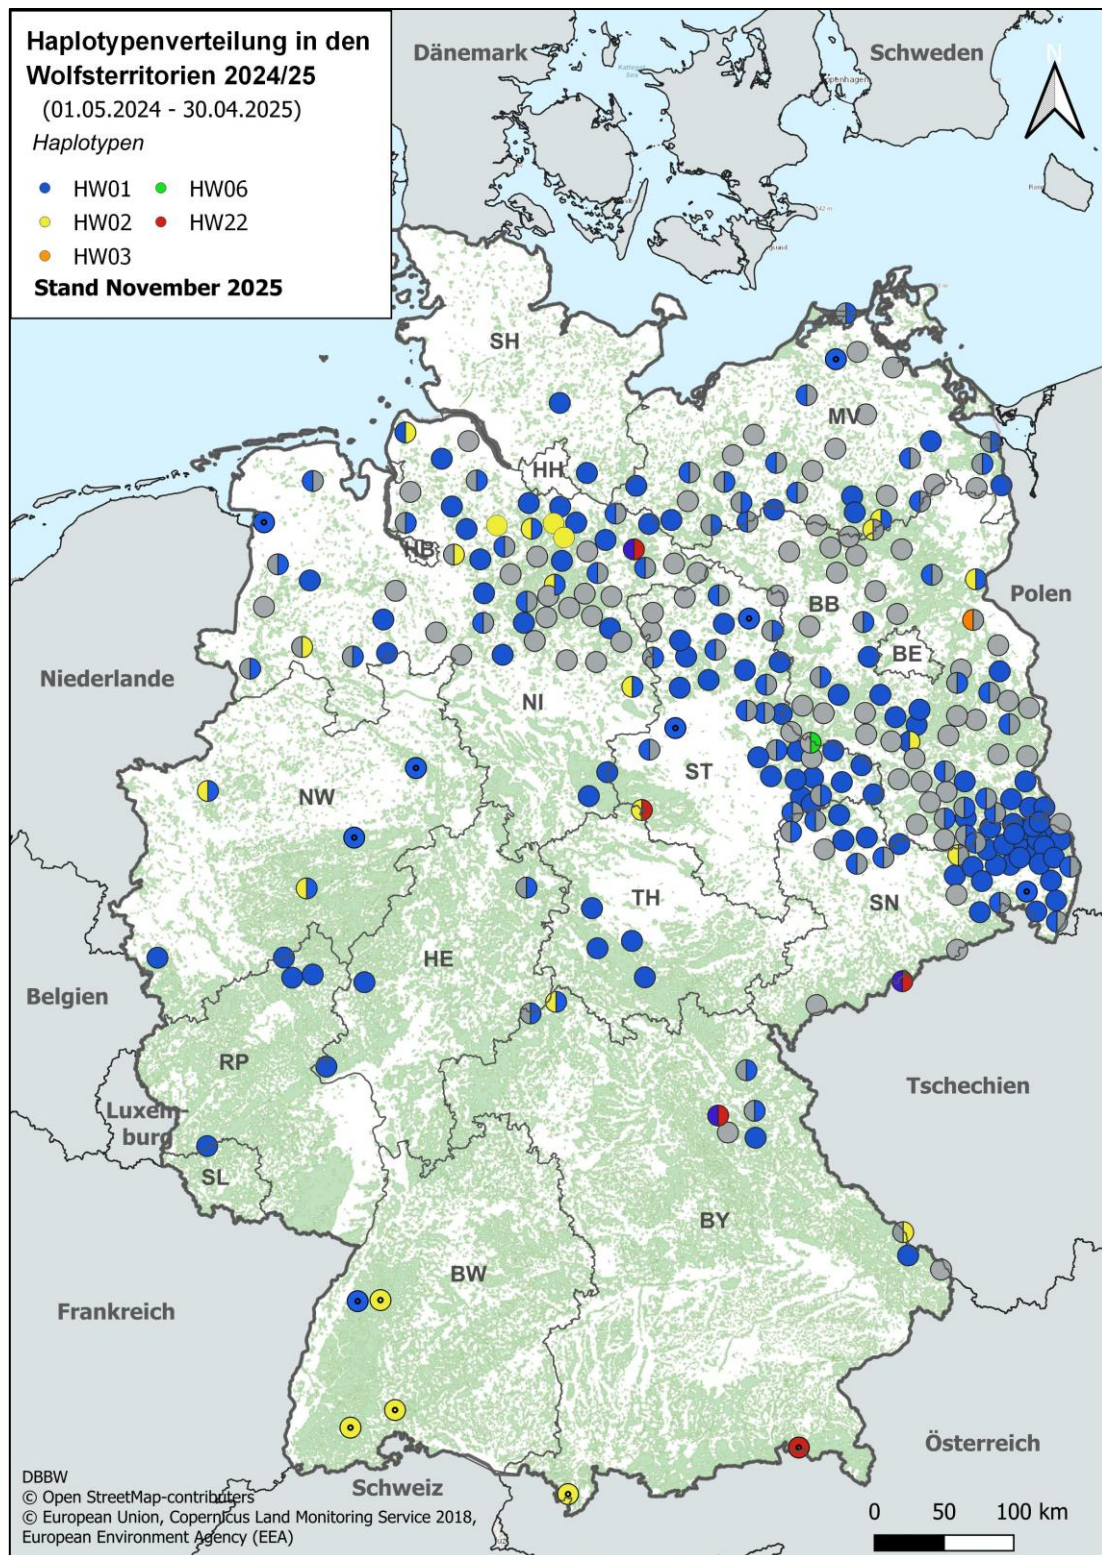 Haplotypenverteilung in den
Wolfsterritorien 2024/25
(01.05.2024 - 30.04.2025)
Haplotypen
HW01
HW06
HW02
HW22
HW03
Stand November 2025
Dänemark
Schweden
N
SH
MV
HH
HB
Polen
BB
BE
Niederlande
NI
ST
NW
TH
SN
HE
Belgien
RP
Tschechien
Luxem-
burg
SL
BY
BW
Frankreich
Österreich
Schweiz
DBBW
© Open StreetMap-contributers
© European Union, Copernicus Land Monitoring Service 2018,
European Environment Agency (EEA)
0 50 100 km